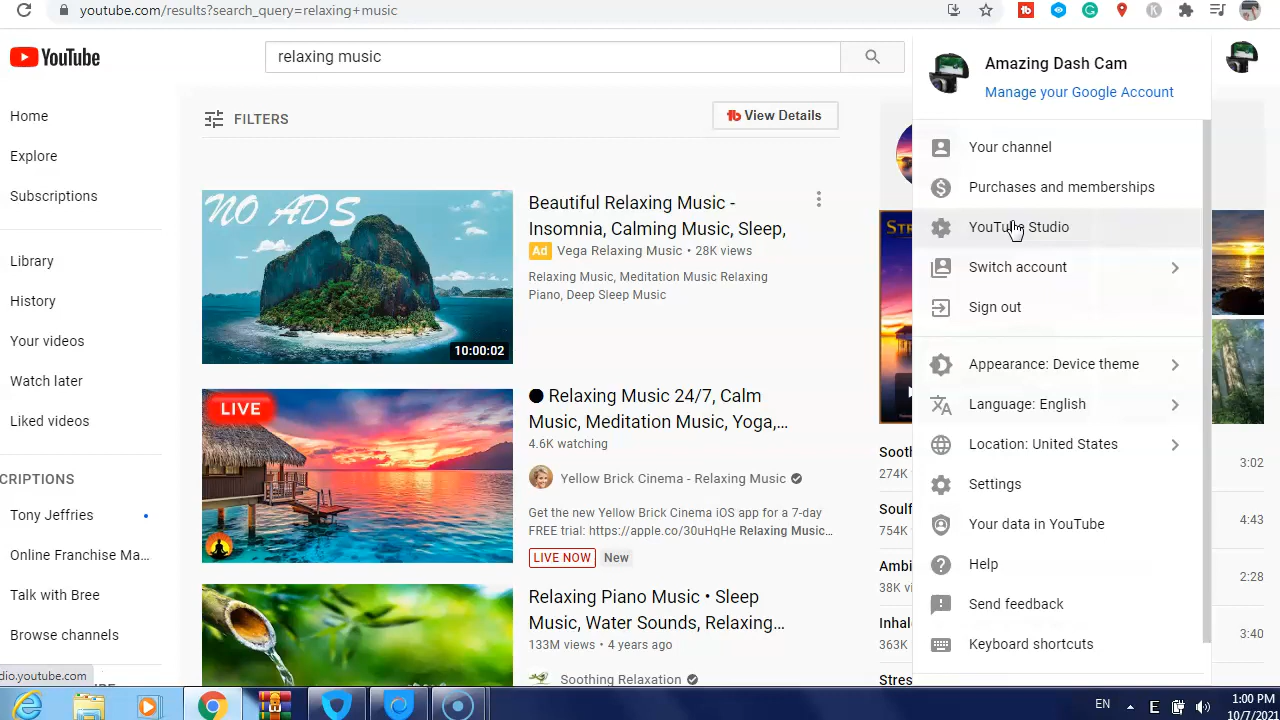 youtube.com/results?search_query=relaxing+music
YouTube
relaxing music
Amazing Dash Cam
Manage your Google Account
Home
Explore
Subscriptions
Library
History
Your videos
Watch later
Liked videos
CRIPTIONS
Tony Jeffries
Online Franchise Ma...
Talk with Bree
Browse channels
dio.youtube.com
FILTERS
View Details
NO ADS
10:00:02
Beautiful Relaxing Music -
Insomnia, Calming Music, Sleep,
Ad Vega Relaxing Music • 28K views
Relaxing Music, Meditation Music Relaxing
Piano, Deep Sleep Music
LIVE
Relaxing Music 24/7, Calm
Music, Meditation Music, Yoga,...
4.6K watching
Yellow Brick Cinema - Relaxing Music
Get the new Yellow Brick Cinema iOS app for a 7-day
FREE trial: https://apple.co/30uHqHe Relaxing Music...
LIVE NOW New
Relaxing Piano Music • Sleep
Music, Water Sounds, Relaxing...
133M views • 4 years ago
Soothing Relaxation
Your channel
Purchases and memberships
YouTube Studio
Switch account
Sign out
Appearance: Device theme
Language: English
Location: United States
Settings
Your data in YouTube
Help
Send feedback
Keyboard shortcuts
Sooth
274K
3:02
Soulf
754K
4:43
Ambi
38K v
2:28
Inhal
363K
3:40
Stres
EN
1:00 PM
10/7/2021